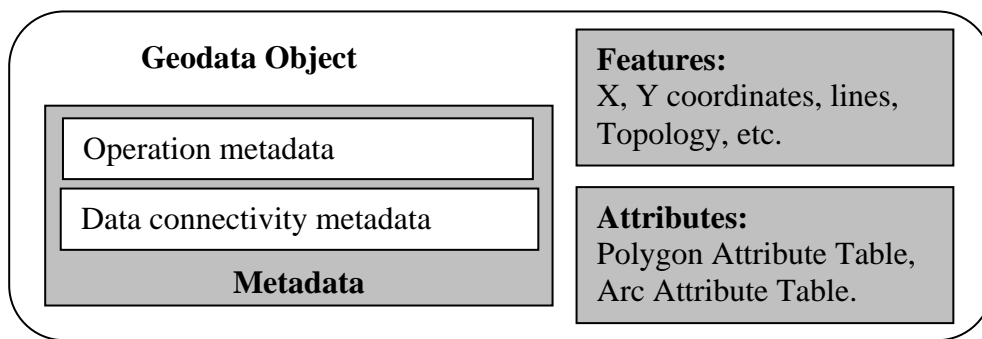 Geodata Object
Operation metadata
Data connectivity metadata
Metadada
Features:
X, Y coordinates, lines,
Topology, etc.
Attributes:
Polygon Attribute Table,
Arc Attribute Table.